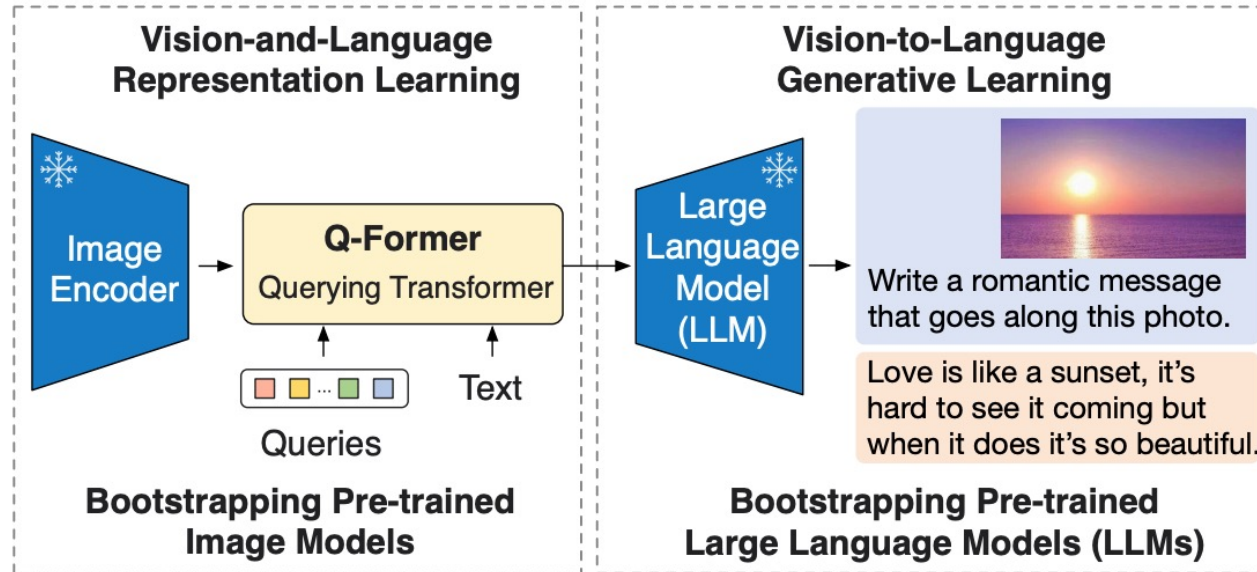 Vision-and-Language
Representation Learning
Image
Encoder
Q-Former
Querying Transformer
...
Queries
Text
Bootstrapping Pre-trained
Image Models
Vision-to-Language
Generative Learning
Large
Language
Model
(LLM)
Write a romantic message
that goes along this photo.
Love is like a sunset, it's
hard to see it coming but
when it does it's so beautiful.
Bootstrapping Pre-trained
Large Language Models (LLMs)